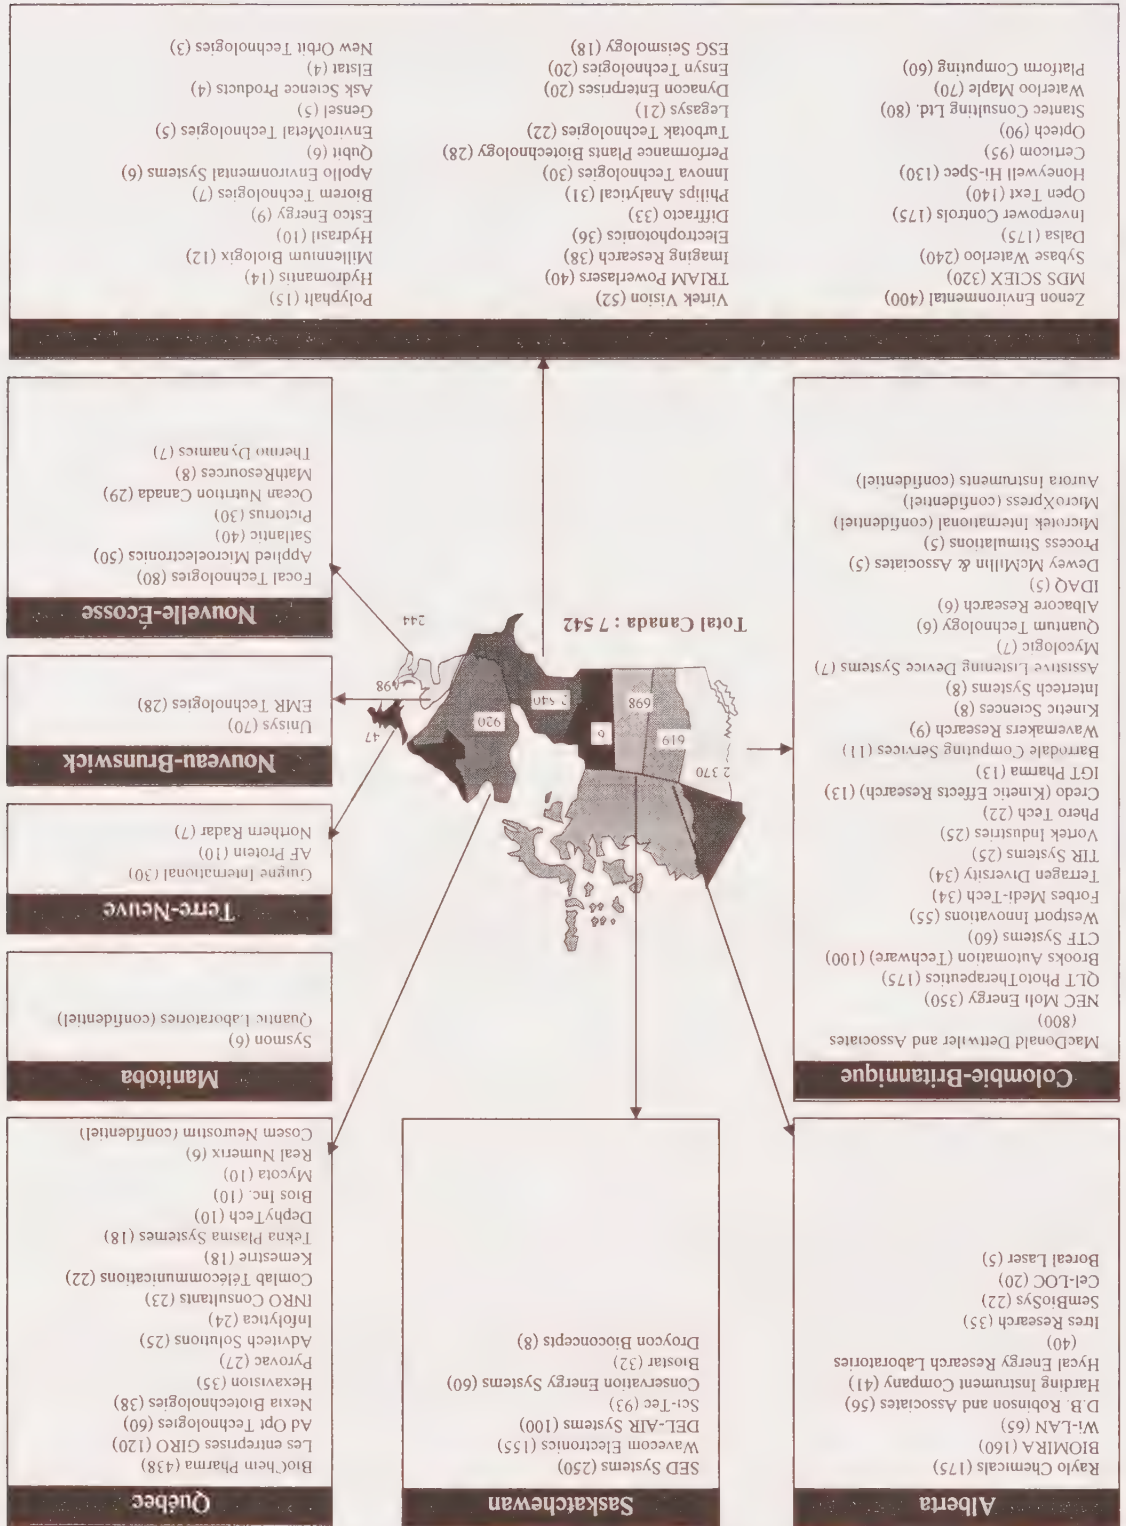 Alberta
Raylo Chemicals (175)
BIOMIRA (160)
Wi-LAN (65)
D.B. Robinson and Associates (56)
Harding Instrument Company (41)
Hycal Energy Research Laboratories
(40)
Itres Research (35)
SemBioSys (22)
Cel-LOC (20)
Boreal Laser (5)
Saskatchewan
SED Systems (250)
Wavecom Electronics (155)
DEL-AIR Systems (100)
Sci-Tec (93)
Conservation Energy Systems (60)
Biostar (32)
Droycon Bioconcepts (8)
Québec
BioChem Pharma (438)
Les entreprises GIRO (120)
Ad Opt Technologies (60)
Nexia Biotechnologies (38)
Hexavision (35)
Pyrovac (27)
Advitech Solutions (25)
Infolytica (24)
INRO Consultants (23)
Comlab Télécommunications (22)
Kemestrie (18)
Tekna Plasma Systemes (18)
DephyTech (10)
Bios Inc. (10)
Mycota (10)
Real Numerix (6)
Cosem Neurostim (confidentiel)
Colombie-Britannique
MacDonald Dettwiler and Associates
(800)
NEC Moli Energy (350)
QLT PhotoTherapeutics (175)
Brooks Automation (Techware) (100)
CTF Systems (60)
Westport Innovations (55)
Forbes Medi-Tech (34)
Terragen Diversity (34)
TIR Systems (25)
Vortek Industries (25)
Phero Tech (22)
Credo (Kinetic Effects Research) (13)
IGT Pharma (13)
Barrodale Computing Services (11)
Wavemakers Research (9)
Kinetic Sciences (8)
Intertech Systems (8)
Assistive Listening Device Systems (7)
Mycologic (7)
Quantum Technology (6)
Albacore Research (6)
IDAQ (5)
Dewey McMillin & Associates (5)
Process Stimulations (5)
Microtek International (confidentiel)
MicroXpress (confidentiel)
Aurora Instruments (confidentiel)
2 370
619
698
6
2 640
920
47
98
244
Total Canada : 7 542
Manitoba
Sysmon (6)
Quantic Laboratories (confidentiel)
Terre-Neuve
Guigne International (30)
AF Protein (10)
Northern Radar (7)
Nouveau-Brunswick
Unisys (70)
EMR Technologies (28)
Nouvelle-Écosse
Focal Technologies (80)
Applied Microelectronics (50)
Satlantic (40)
Pictorius (30)
Ocean Nutrition Canada (29)
MathResources (8)
Thermo Dynamics (7)
Zenon Environmental (400)
MDS SCIEX (320)
Sybase Waterloo (240)
Dalsa (175)
Inverpower Controls (175)
Open Text (140)
Honeywell Hi-Spec (130)
Certicom (95)
Optech (90)
Stantec Consulting Ltd. (80)
Waterloo Maple (70)
Platform Computing (60)
Virtek Vision (52)
TRIAM Powerlasers (40)
Imaging Research (38)
Electrophotonics (36)
Diffracto (33)
Philips Analytical (31)
Innova Technologies (30)
Performance Plants Biotechnology (28)
Turbotak Technologies (22)
Legasys (21)
Dynacon Enterprises (20)
Ensyn Technologies (20)
ESG Seismology (18)
Polyphalt (15)
Hydromantis (14)
Millennium Biologix (12)
Hydrasil (10)
Estco Energy (9)
Biorem Technologies (7)
Apollo Environmental Systems (6)
Qubit (6)
EnviroMetal Technologies (5)
Gensel (5)
Ask Science Products (4)
Elstat (4)
New Orbit Technologies (3)